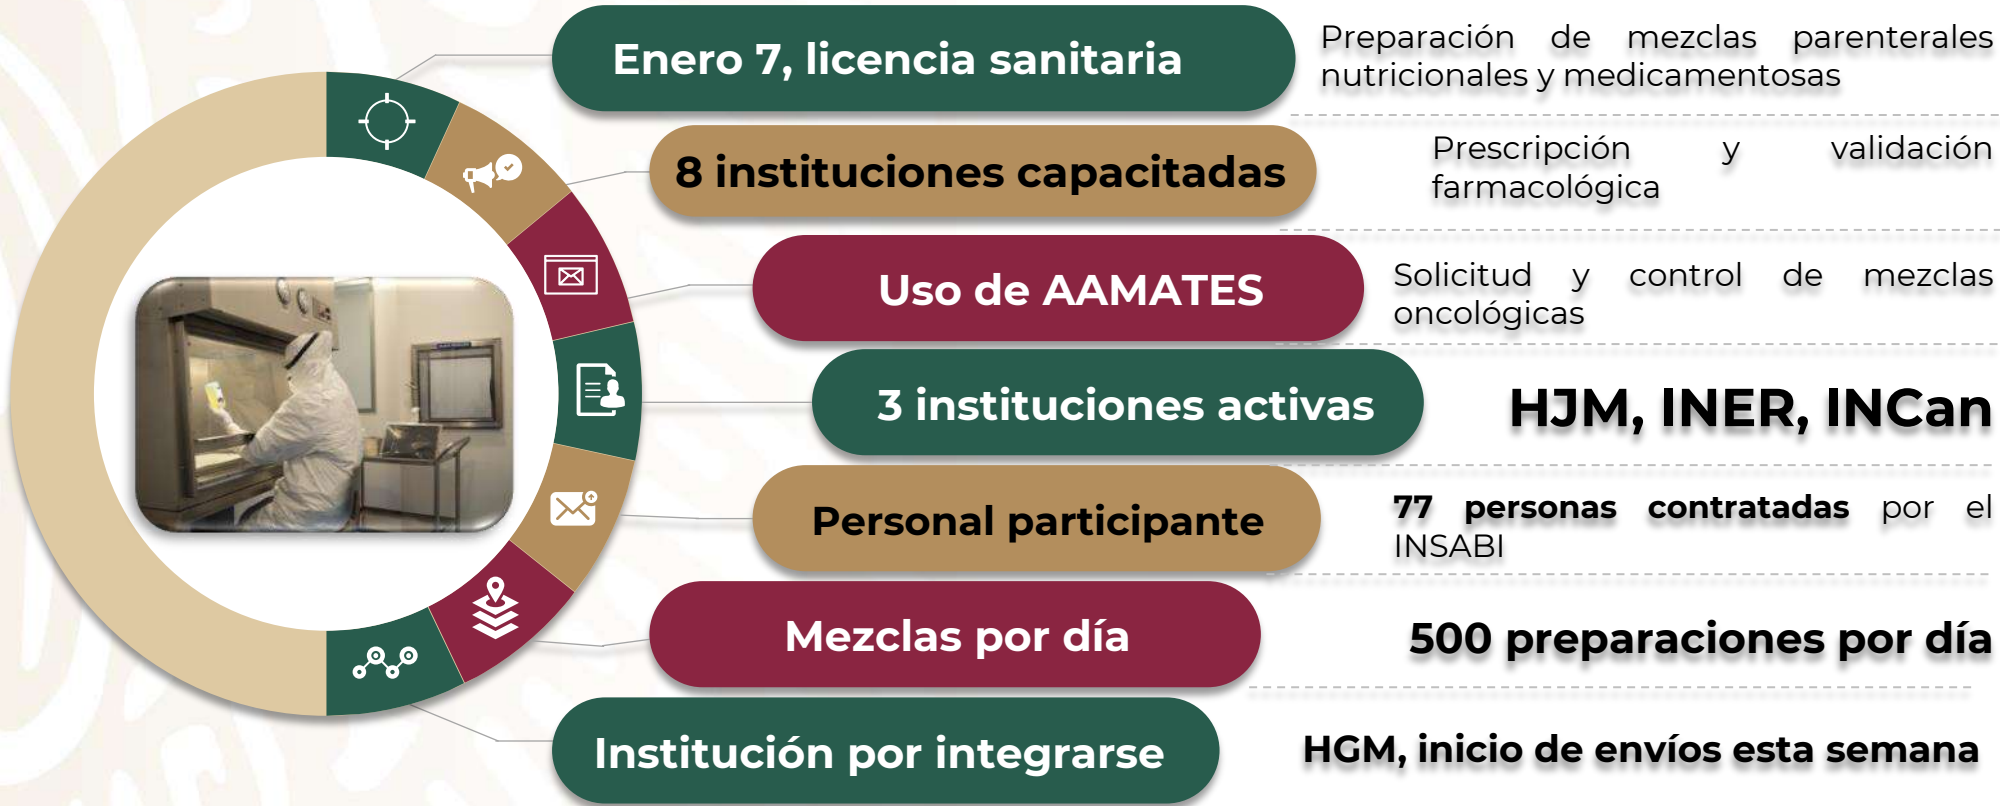 Enero 7, licencia sanitaria
Preparación de mezclas parenterales
nutricionales y medicamentosas
8 instituciones capacitadas
Prescripción y validación
farmacológica
Uso de AAMATES
Solicitud y control de mezclas
oncológicas
3 instituciones activas
HJM, INER, INCan
Personal participante
77 personas contratadas por el
INSABI
Mezclas por día
500 preparaciones por día
Institución por integrarse
HGM, inicio de envíos esta semana